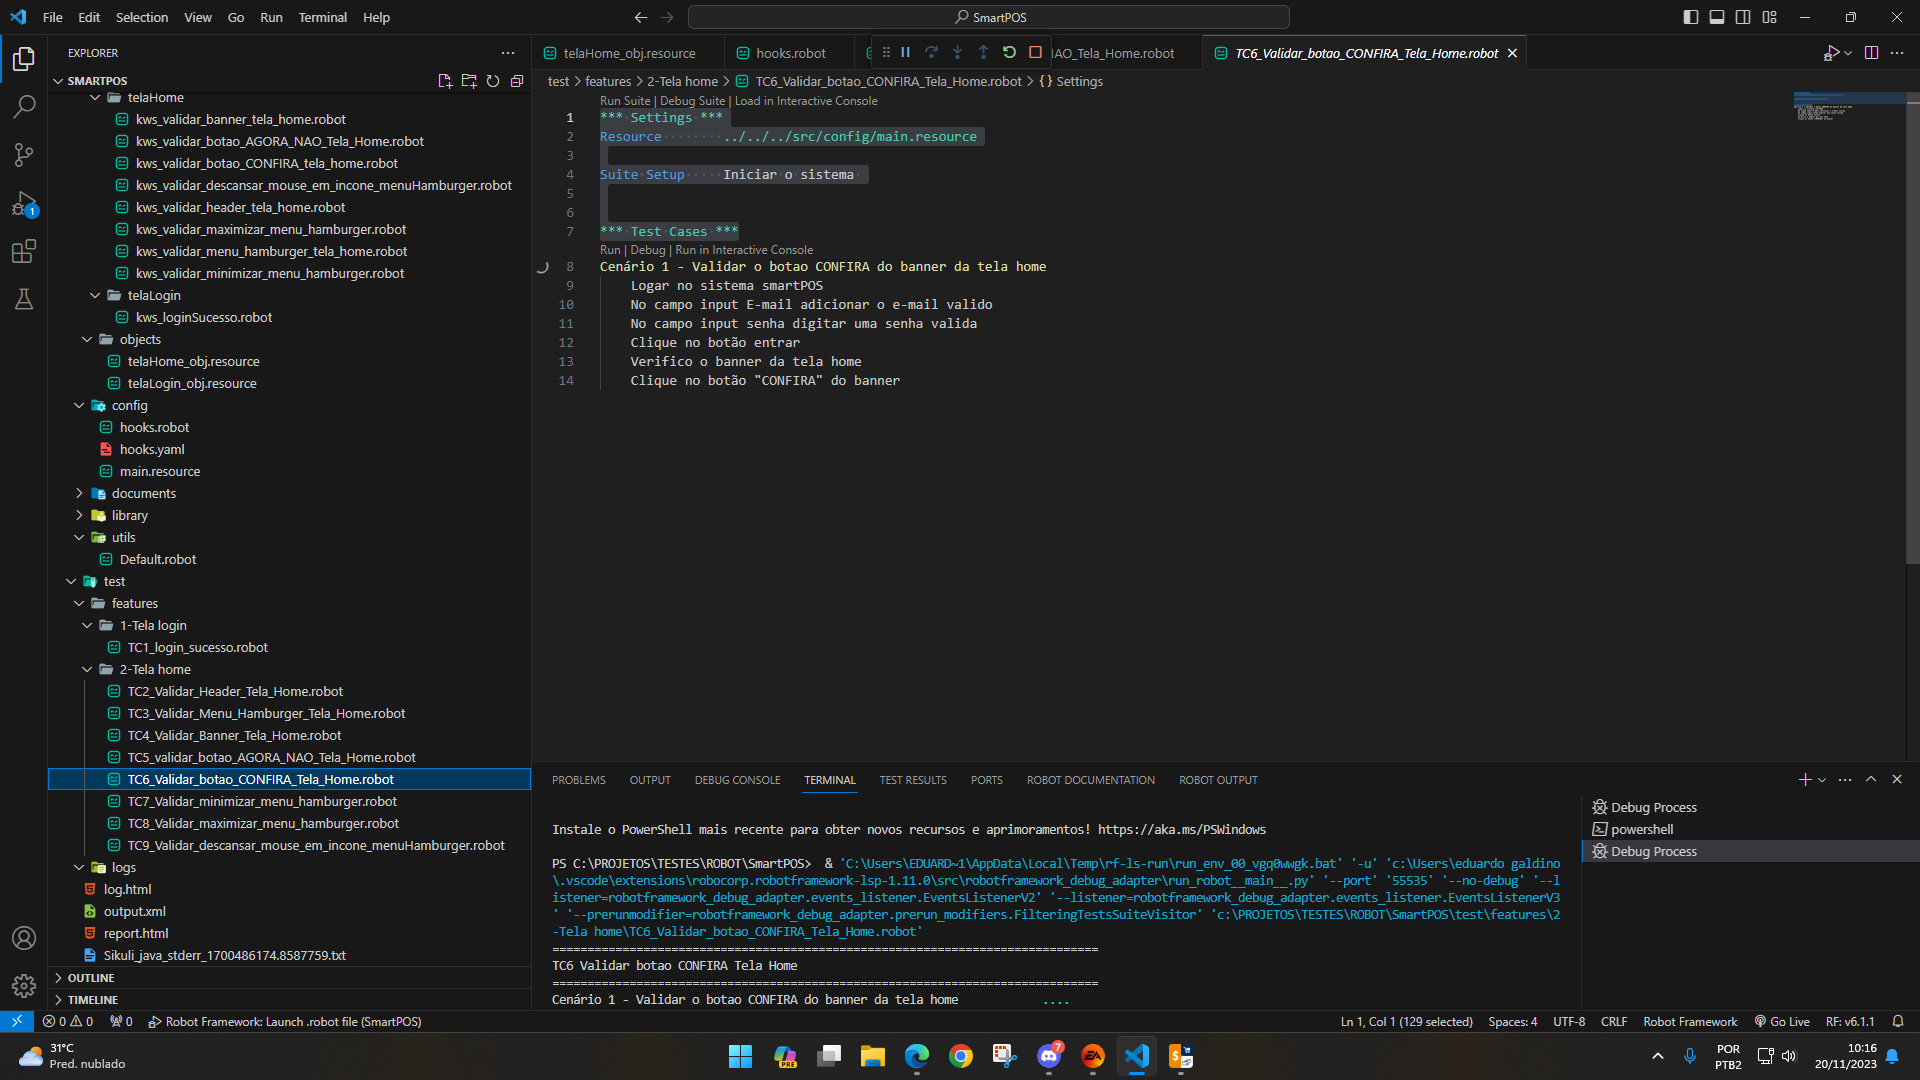 File Edit Selection View Go Run Terminal Help
SmartPOS
EXPLORER
SMARTPOS
telaHome
kws_validar_banner_tela_home.robot
kws_validar_botao_AGORA_NAO_Tela_Home.robot
kws_validar_botao_CONFIRA_tela_home.robot
kws_validar_descansar_mouse_em_incone_menuHamburger.robot
kws_validar_header_tela_home.robot
kws_validar_maximizar_menu_hamburger.robot
kws_validar_menu_hamburger_tela_home.robot
kws_validar_minimizar_menu_hamburger.robot
telaLogin
kws_loginSucesso.robot
objects
telaHome_obj.resource
telaLogin_obj.resource
config
hooks.robot
hooks.yaml
main.resource
documents
library
utils
Default.robot
test
features
1-Tela login
TC1_login_sucesso.robot
2-Tela home
TC2_Validar_Header_Tela_Home.robot
TC3_Validar_Menu_Hamburger_Tela_Home.robot
TC4_Validar_Banner_Tela_Home.robot
TC5_validar_botao_AGORA_NAO_Tela_Home.robot
TC6_Validar_botao_CONFIRA_Tela_Home.robot
TC7_Validar_minimizar_menu_hamburger.robot
TC8_Validar_maximizar_menu_hamburger.robot
TC9_Validar_descansar_mouse_em_incone_menuHamburger.robot
logs
log.html
output.xml
report.html
Sikuli_java_stderr_1700486174.8587759.txt
OUTLINE
TIMELINE
1
telaHome_obj.resource hooks.robot NAO_Tela_Home.robot TC6_Validar_botao_CONFIRA_Tela_Home.robot
test > features > 2-Tela home > TC6_Validar_botao_CONFIRA_Tela_Home.robot > {} Settings
Run Suite | Debug Suite | Load in Interactive Console
1 *** Settings ***
2 Resource ../../../src/config/main.resource
3
4 Suite Setup Iniciar o sistema
5
6
7 *** Test Cases ***
Run | Debug | Run in Interactive Console
8 Cenário 1 - Validar o botao CONFIRA do banner da tela home
9 Logar no sistema smartPOS
10 No campo input E-mail adicionar o e-mail valido
11 No campo input senha digitar uma senha valida
12 Clique no botão entrar
13 Verifico o banner da tela home
14 Clique no botão "CONFIRA" do banner
PROBLEMS OUTPUT DEBUG CONSOLE TERMINAL TEST RESULTS PORTS ROBOT DOCUMENTATION ROBOT OUTPUT
Instale o PowerShell mais recente para obter novos recursos e aprimoramentos! https://aka.ms/PSWindows
PS C:\PROJETOS\TESTES\ROBOT\SmartPOS> & 'C:\Users\EDUARD~1\AppData\Local\Temp\rf-ls-run\run_env_00_vgq0wwgk.bat' '-u' 'c:\Users\eduardo galdino
\.vscode\extensions\robocorp.robotframework-lsp-1.11.0\src\robotframework_debug_adapter\run_robot__main__.py' '--port' '55535' '--no-debug' '--l
istener=robotframework_debug_adapter.events_listener.EventsListenerV2' '--listener=robotframework_debug_adapter.events_listener.EventsListenerV3
' '--prerunmodifier=robotframework_debug_adapter.prerun_modifiers.FilteringTestsSuiteVisitor' 'c:\PROJETOS\TESTES\ROBOT\SmartPOS\test\features\2
-Tela home\TC6_Validar_botao_CONFIRA_Tela_Home.robot'
==============================================================================
TC6 Validar botao CONFIRA Tela Home
==============================================================================
Cenário 1 - Validar o botao CONFIRA do banner da tela home ....
Debug Process
powershell
Debug Process
0 0 0 Robot Framework: Launch .robot file (SmartPOS)
Ln 1, Col 1 (129 selected) Spaces: 4 UTF-8 CRLF Robot Framework Go Live RF: v6.1.1
31°C
Pred. nublado
PRE
7
EA
POR
PTB2
10:16
20/11/2023